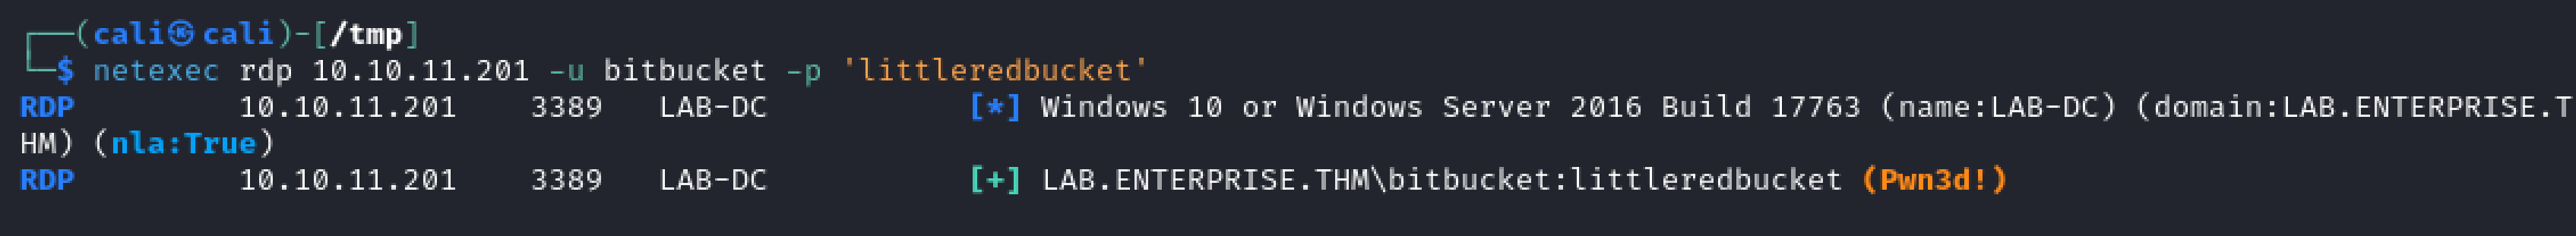 ┌──(cali㉿cali)-[/tmp]
└─$ netexec rdp 10.10.11.201 -u bitbucket -p 'littleredbucket'
RDP         10.10.11.201    3389   LAB-DC           [*] Windows 10 or Windows Server 2016 Build 17763 (name:LAB-DC) (domain:LAB.ENTERPRISE.T
HM) (nla:True)
RDP         10.10.11.201    3389   LAB-DC           [+] LAB.ENTERPRISE.THM\bitbucket:littleredbucket (Pwn3d!)